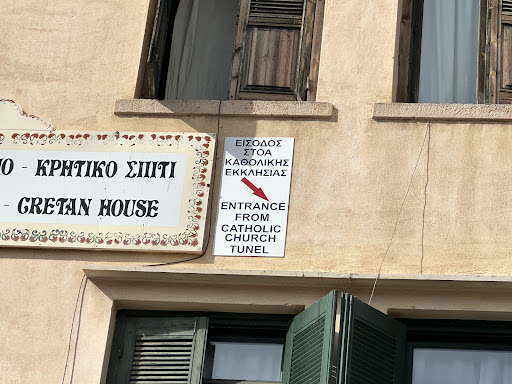 Ο - ΚΡΗΤΙΚΟ ΣΠΙΤΙ
- CRETAN HOUSE
ΕΙΣΟΔΟΣ
ΣΤΟΑ
ΚΑΘΟΛΙΚΗΣ
ΕΚΚΛΗΣΙΑΣ
ENTRANCE
FROM
CATHOLIC
CHURCH
TUNEL